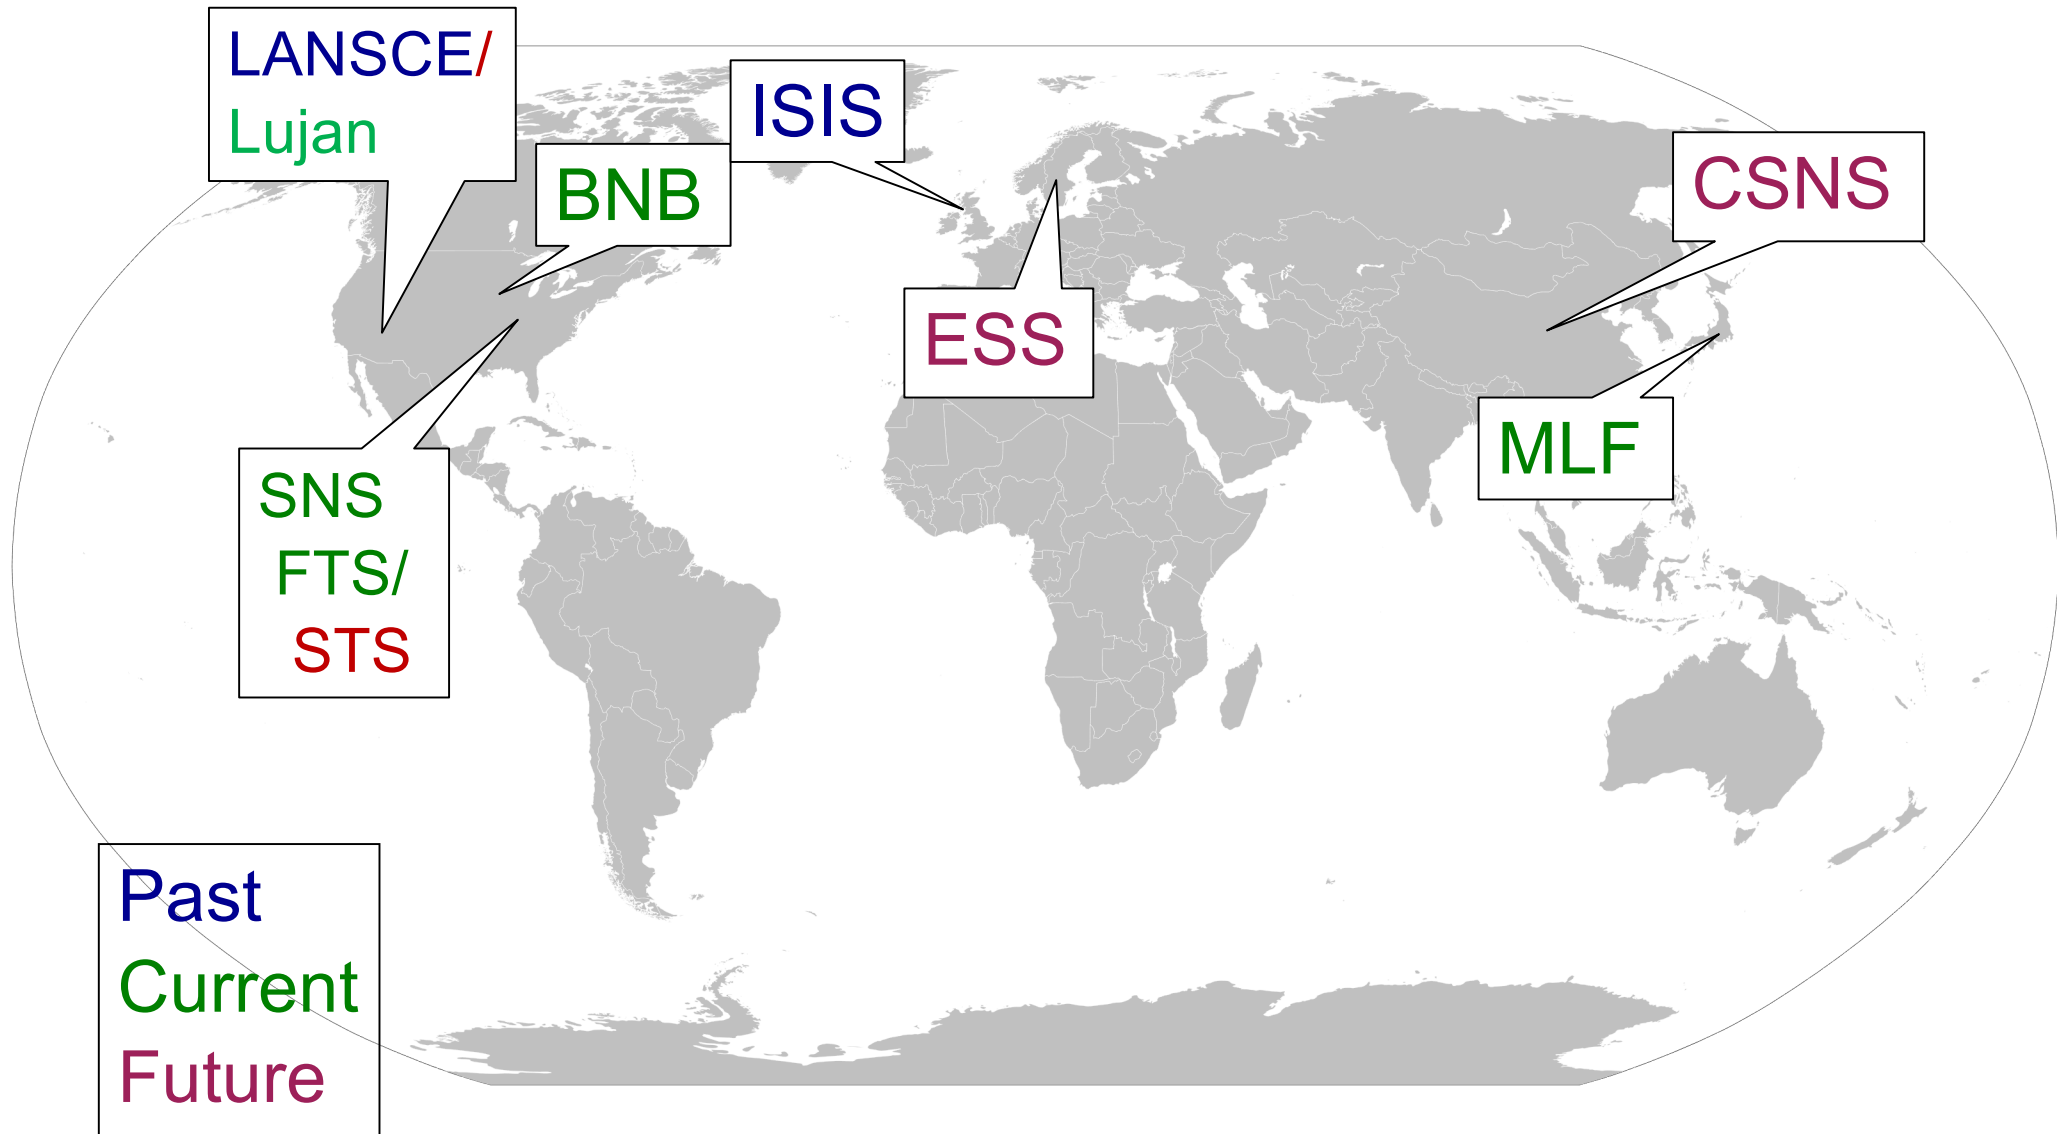 LANSCE/
Lujan
BNB
ISIS
CSNS
ESS
MLF
SNS
FTS/
STS
Past
Current
Future